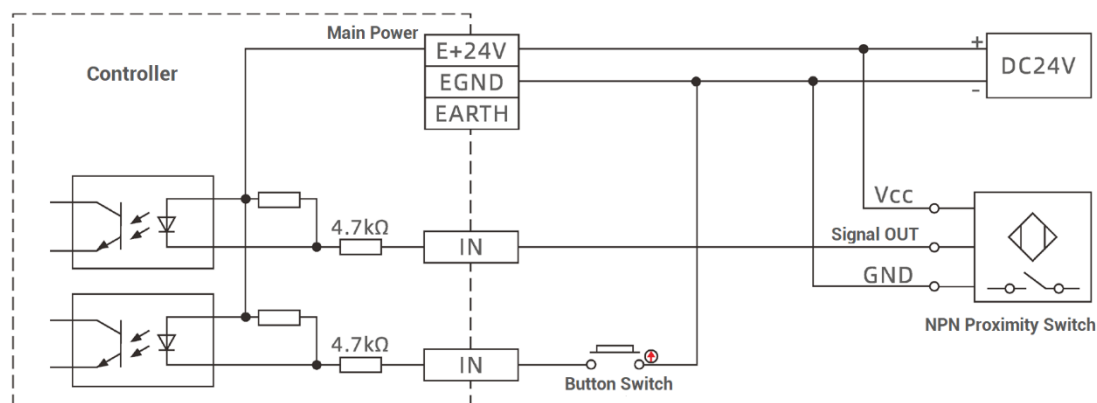 Main Power
E+24V
+
DC24V
Controller
EGND
-
EARTH
Vcc
4.7kΩ
IN
Signal OUT
GND
NPN Proximity Switch
4.7kΩ
IN
Button Switch